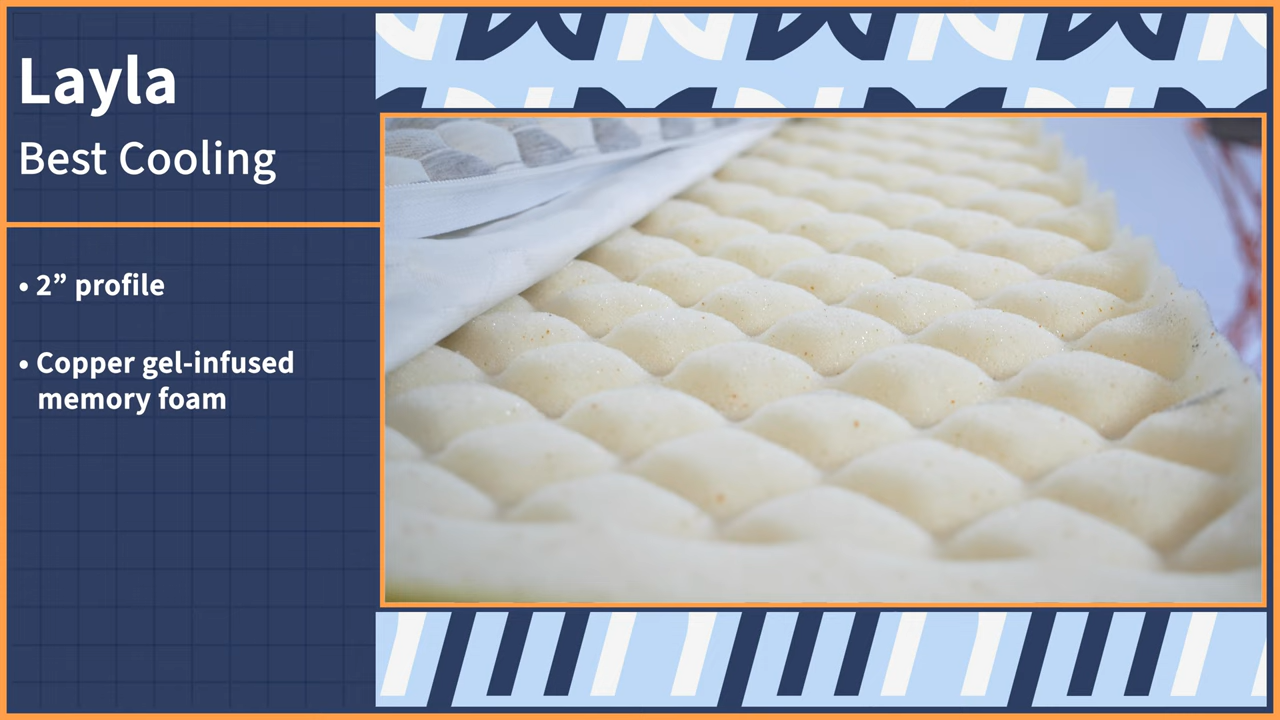 Layla
Best Cooling
• 2” profile
• Copper gel-infused
memory foam